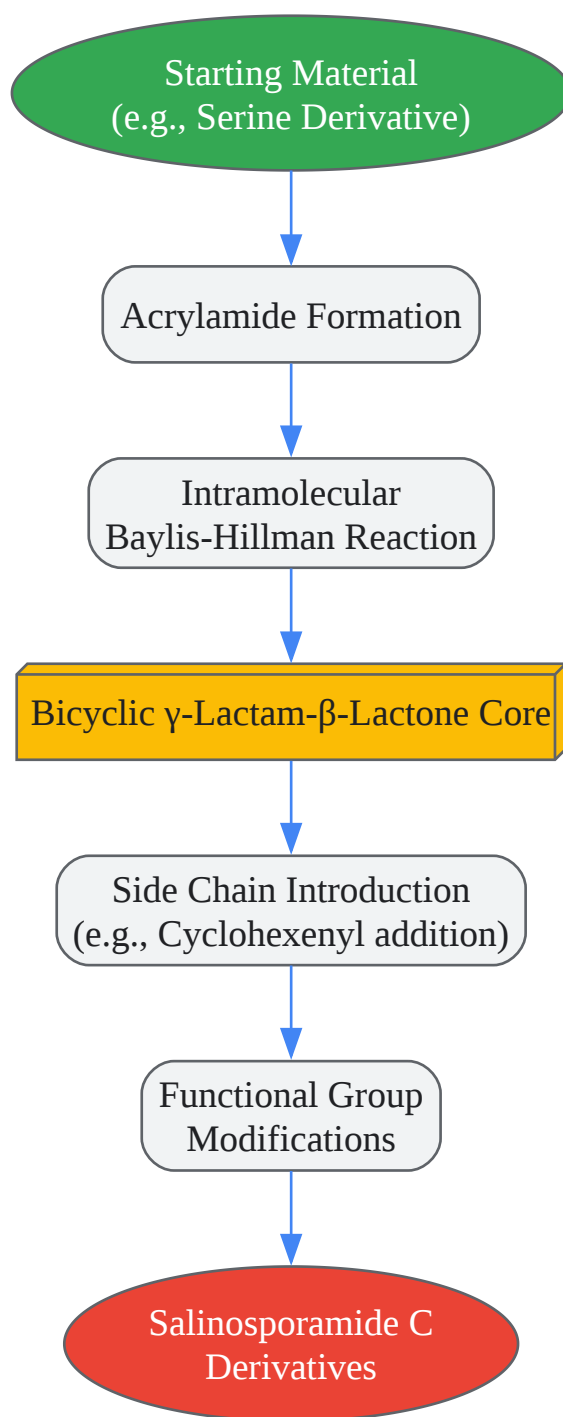 Starting Material
(e.g., Serine Derivative)
Acrylamide Formation
Intramolecular
Baylis-Hillman Reaction
Bicyclic γ-Lactam-β-Lactone Core
Side Chain Introduction
(e.g., Cyclohexenyl addition)
Functional Group
Modifications
Salinosporamide C
Derivatives